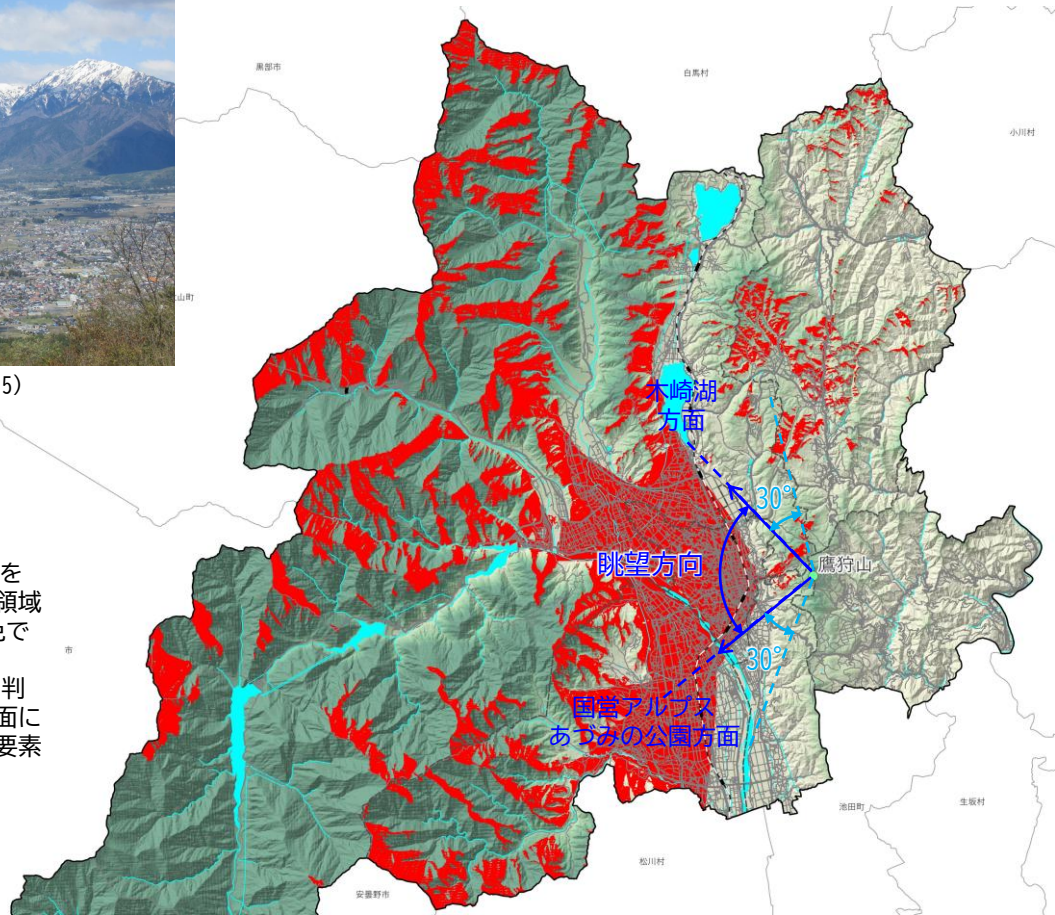 黒部市
白馬村
小川村
山町
5)
木崎湖
方面
30°
眺望方向
鷹狩山
を
領域
色で
市
判
面に
要素
30°
国営アルプス
あづみの公園方面
池田町
生坂村
松川村
安曇野市